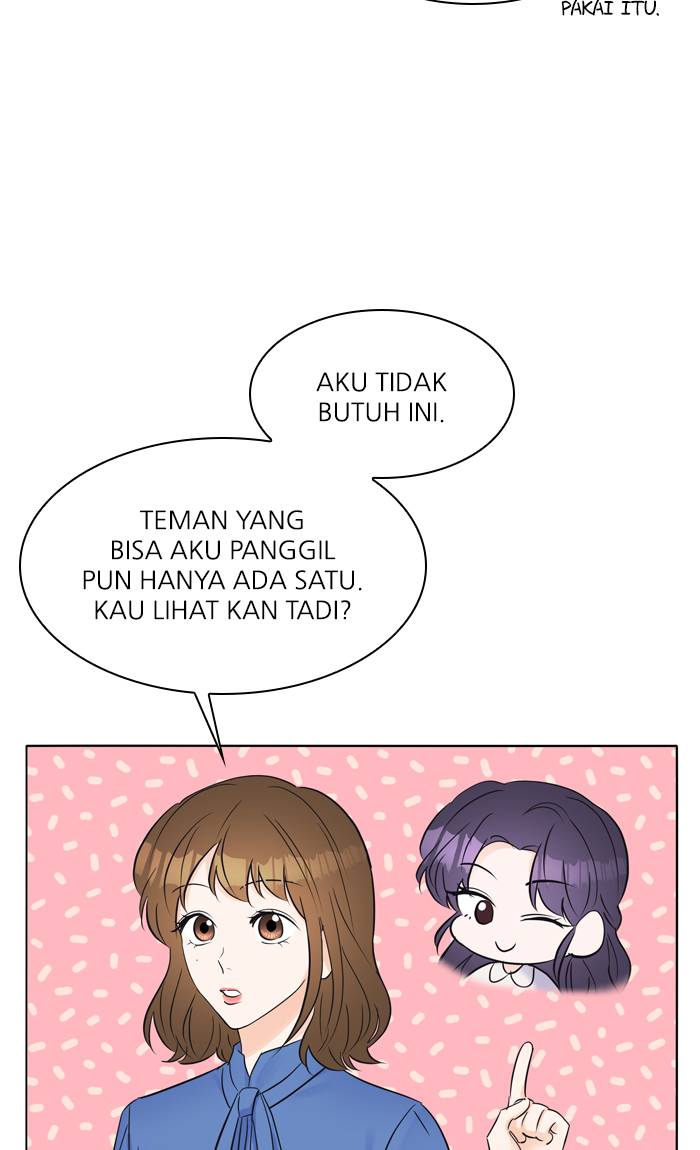 PAKAI ITU.
AKU TIDAK
BUTUH INI.
TEMAN YANG
BISA AKU PANGGIL
PUN HANYA ADA SATU.
KAU LIHAT KAN TADI?